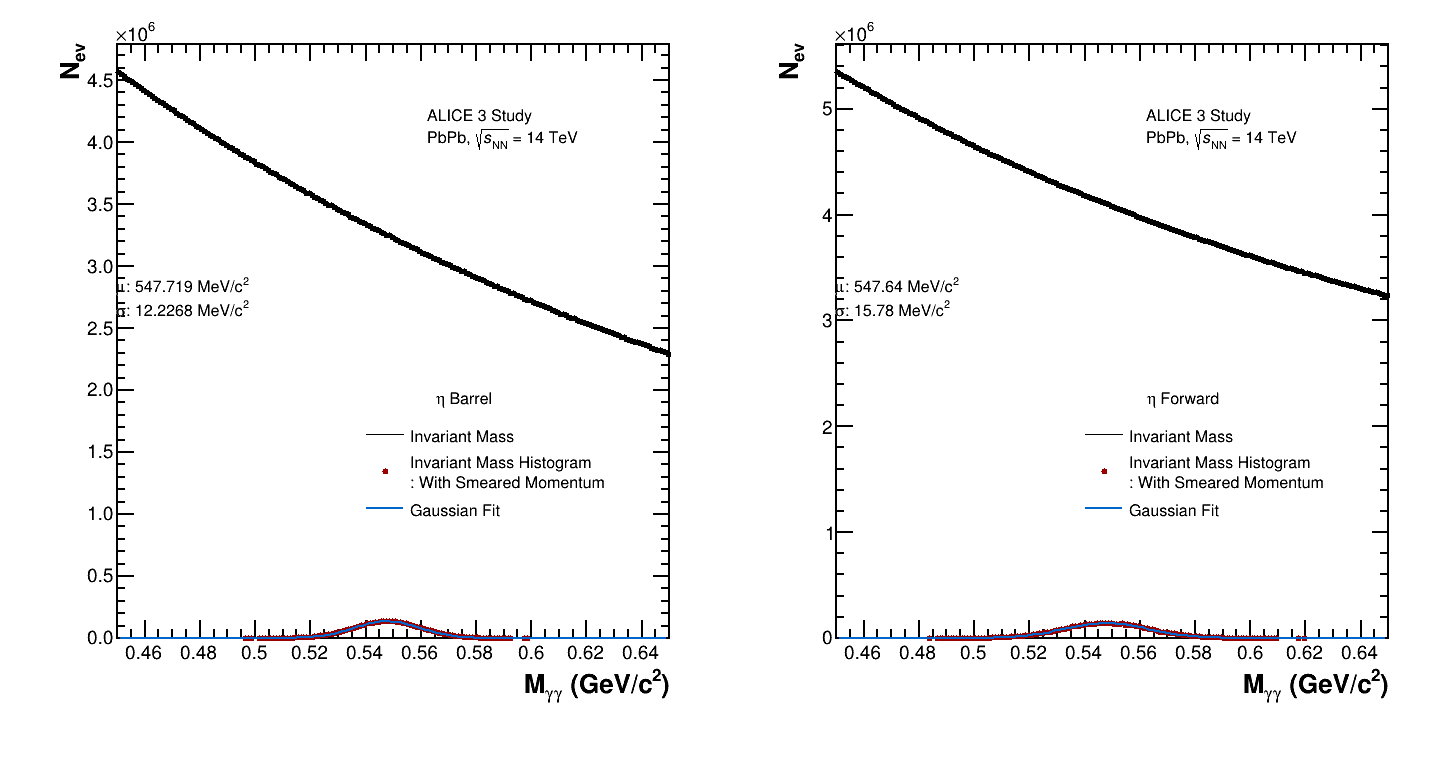 ×10⁶
N_ev
4.5
4.0
3.5
3.0
2.5
2.0
1.5
1.0
0.5
0.0
ALICE 3 Study
PbPb, √s_NN = 14 TeV
μ: 547.719 MeV/c²
σ: 12.2268 MeV/c²
η Barrel
Invariant Mass
Invariant Mass Histogram
: With Smeared Momentum
Gaussian Fit
0.46 0.48 0.5 0.52 0.54 0.56 0.58 0.6 0.62 0.64
M_γγ (GeV/c²)
×10⁶
N_ev
5
4
3
2
1
0
ALICE 3 Study
PbPb, √s_NN = 14 TeV
μ: 547.64 MeV/c²
σ: 15.78 MeV/c²
η Forward
Invariant Mass
Invariant Mass Histogram
: With Smeared Momentum
Gaussian Fit
0.46 0.48 0.5 0.52 0.54 0.56 0.58 0.6 0.62 0.64
M_γγ (GeV/c²)